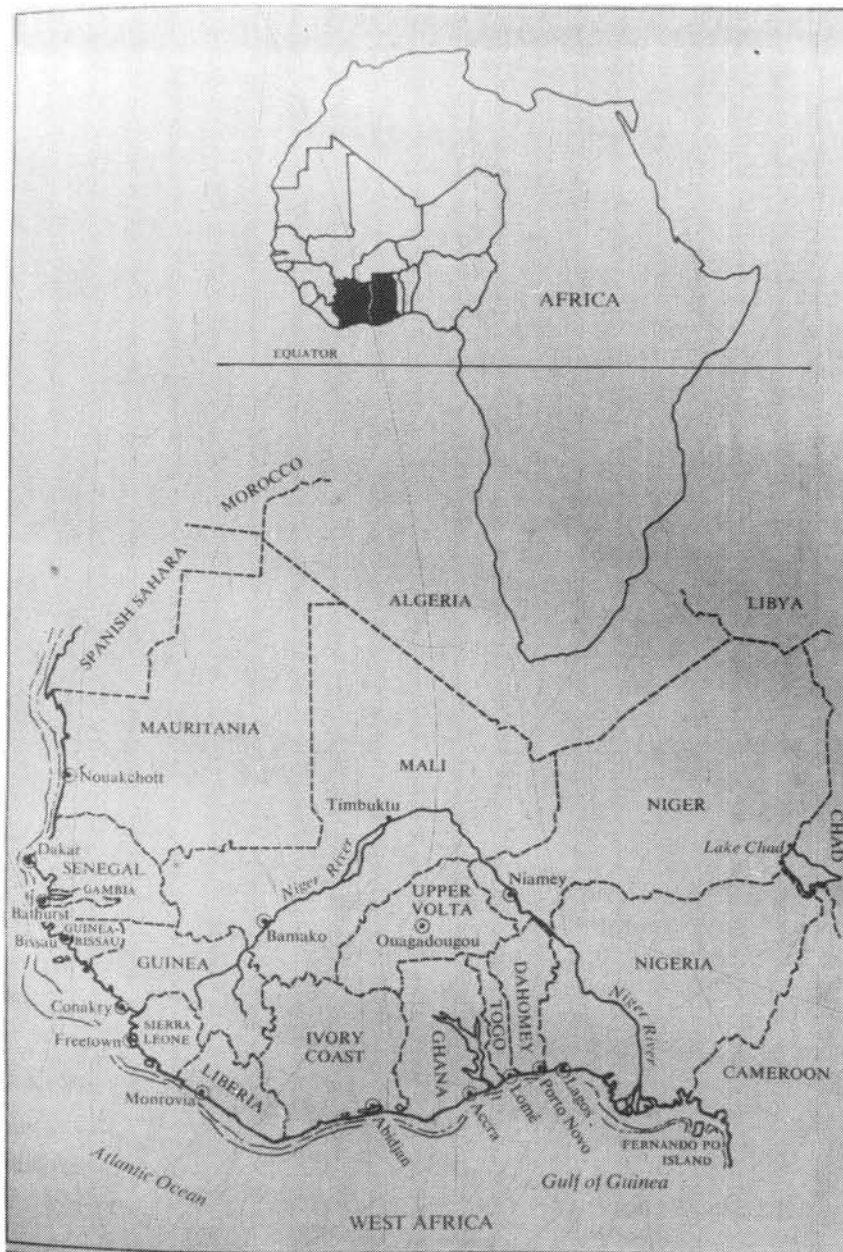 AFRICA
EQUATOR
MOROCCO
SPANISH SAHARA
ALGERIA
LIBYA
MAURITANIA
MALI
NIGER
CHAD
Nouakchott
Timbuktu
Lake Chad
Dakar
SENEGAL
Niger River
UPPER
VOLTA
Niamey
GAMBIA
Bathurst
Bissau
GUINEA-
BISSAU
Bamako
Ouagadougou
GUINEA
DAHOMEY
NIGERIA
Niger River
Conakry
SIERRA
LEONE
Freetown
IVORY
COAST
GHANA
TOGO
LIBERIA
CAMEROON
Monrovia
Abidjan
Accra
Lomé
Porto Novo
Lagos
FERNANDO PO
ISLAND
Atlantic Ocean
Gulf of Guinea
WEST AFRICA